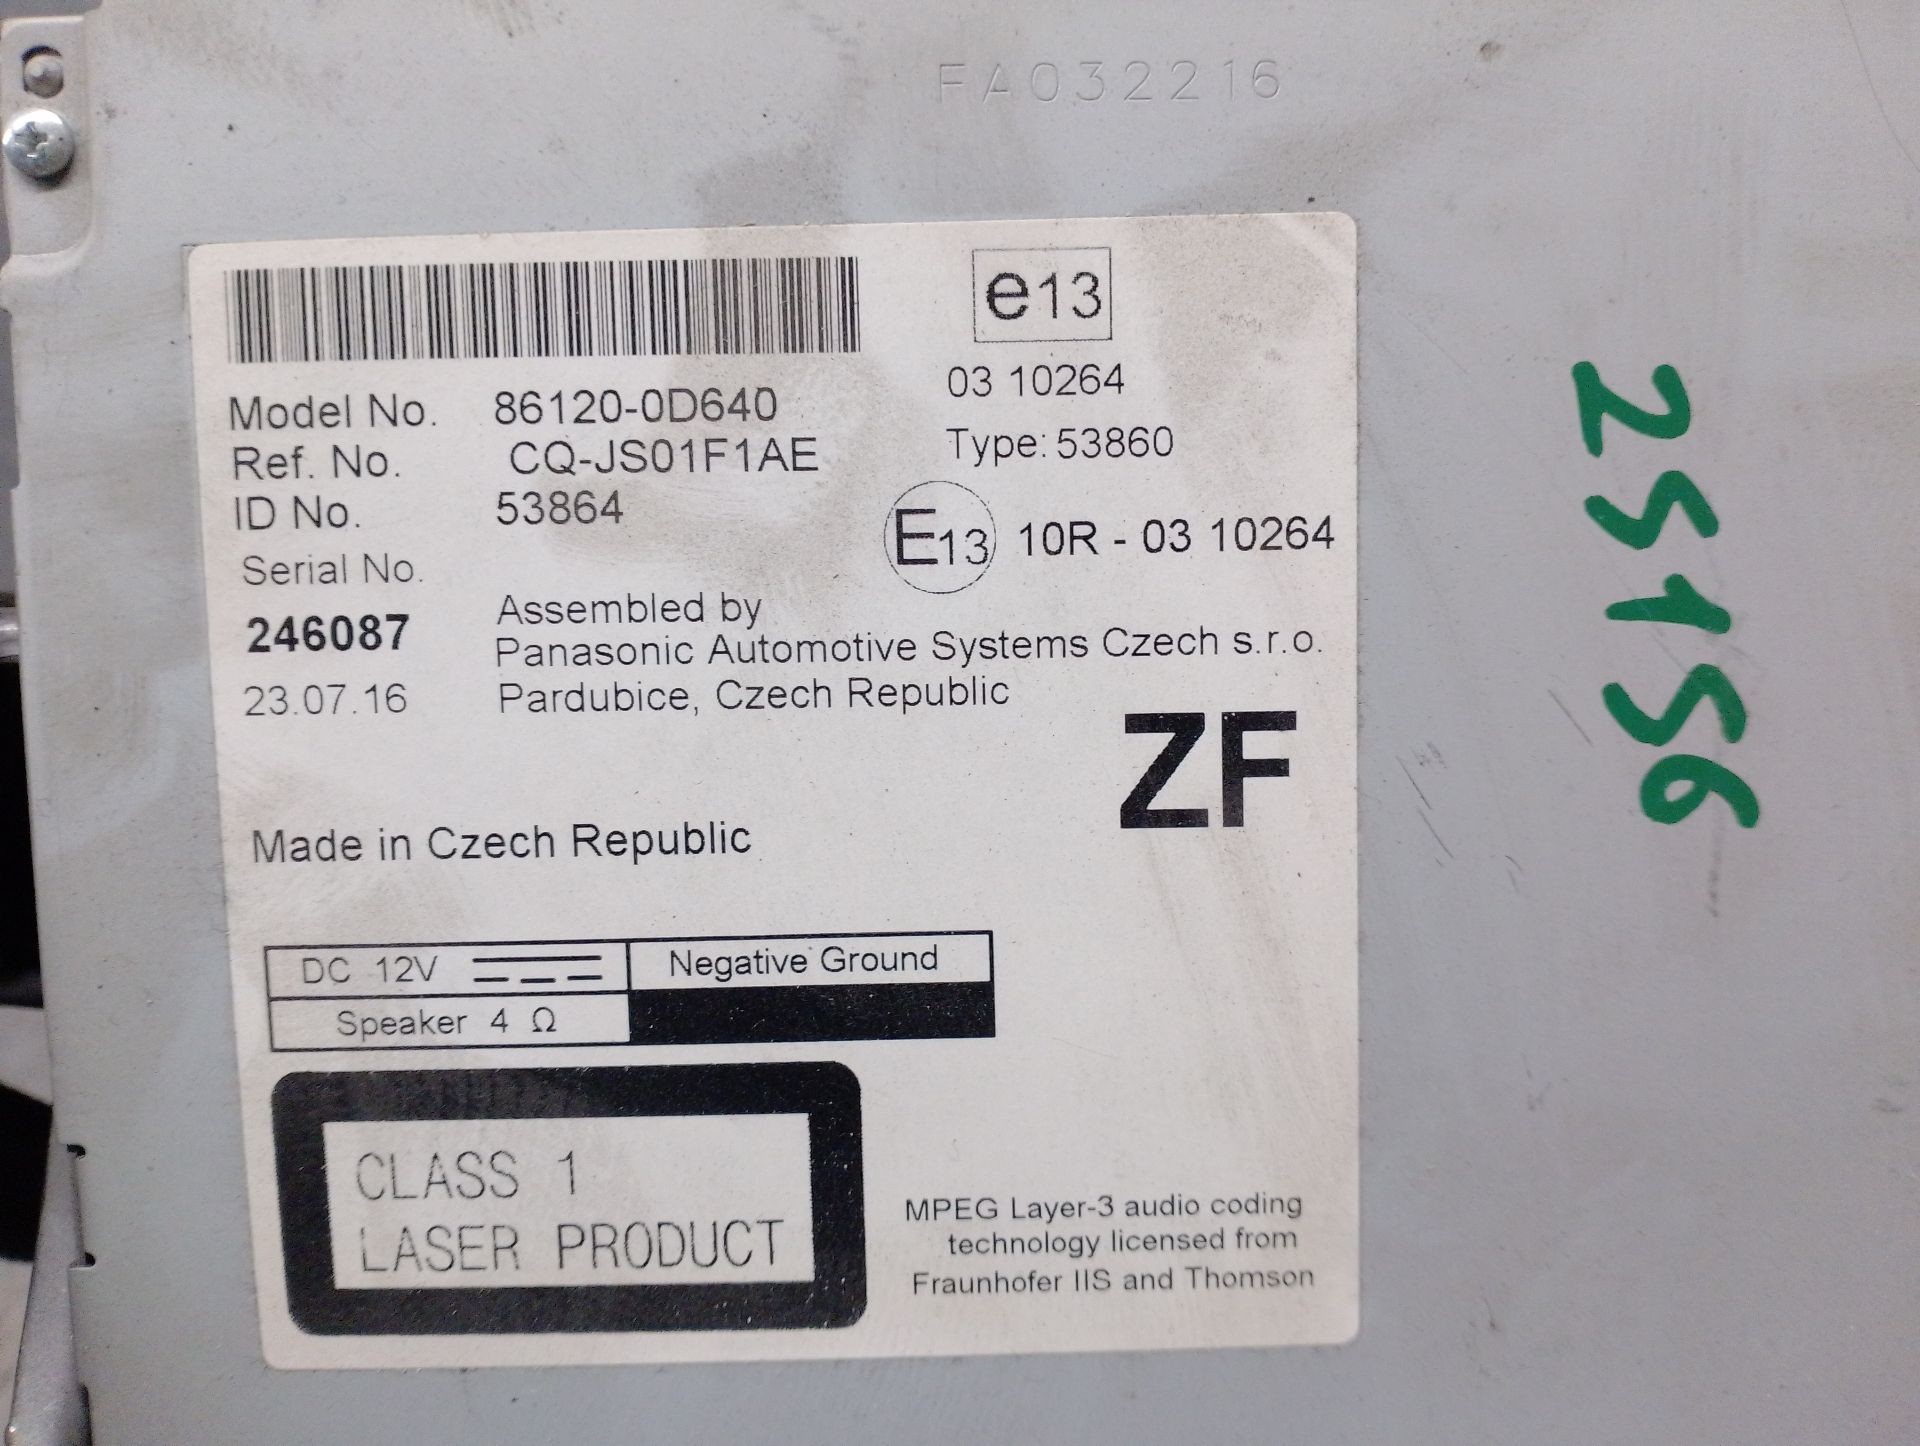 FA032216
e13
Model No. 86120-0D640
03 10264
Ref. No. CQ-JS01F1AE
Type: 53860
ID No. 53864
E13 10R - 03 10264
Serial No.
246087
Assembled by
Panasonic Automotive Systems Czech s.r.o.
23.07.16
Pardubice, Czech Republic
ZF
Made in Czech Republic
DC 12V
Negative Ground
Speaker 4 Ω
CLASS 1
LASER PRODUCT
MPEG Layer-3 audio coding
technology licensed from
Fraunhofer IIS and Thomson
25156